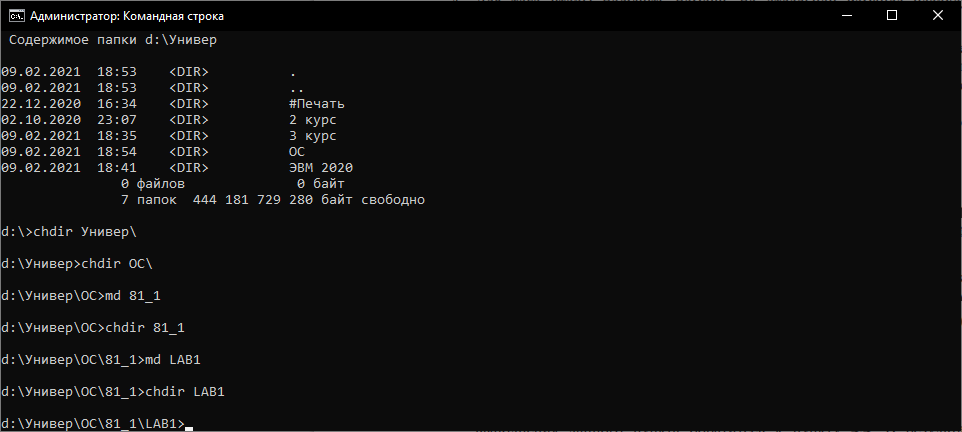 Администратор: Командная строка
Содержимое папки d:\Универ
09.02.2021 18:53 <DIR> .
09.02.2021 18:53 <DIR> ..
22.12.2020 16:34 <DIR> #Печать
02.10.2020 23:07 <DIR> 2 курс
09.02.2021 18:35 <DIR> 3 курс
09.02.2021 18:54 <DIR> ОС
09.02.2021 18:41 <DIR> ЭВМ 2020
0 файлов 0 байт
7 папок 444 181 729 280 байт свободно
d:\>chdir Универ\
d:\Универ>chdir ОС\
d:\Универ\ОС>md 81_1
d:\Универ\ОС>chdir 81_1
d:\Универ\ОС\81_1>md LAB1
d:\Универ\ОС\81_1>chdir LAB1
d:\Универ\ОС\81_1\LAB1>